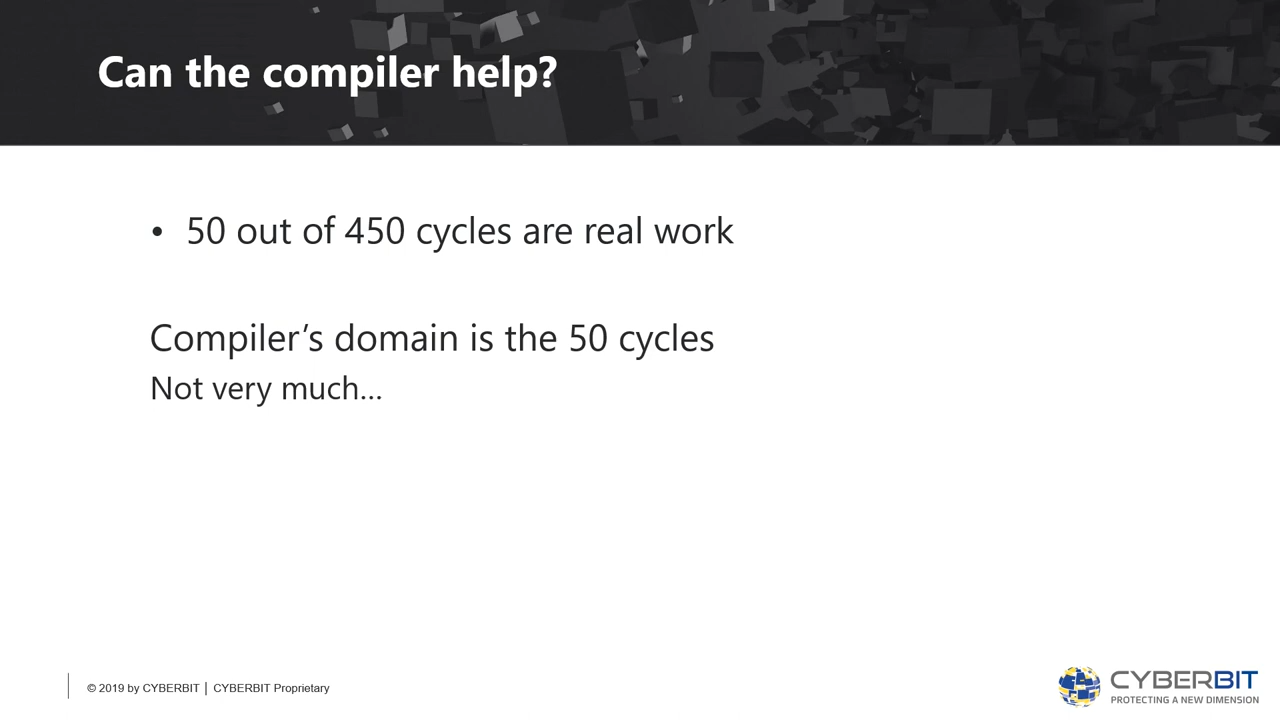 Can the compiler help?
• 50 out of 450 cycles are real work
Compiler’s domain is the 50 cycles
Not very much…
© 2019 by CYBERBIT | CYBERBIT Proprietary
CYBERBIT
PROTECTING A NEW DIMENSION